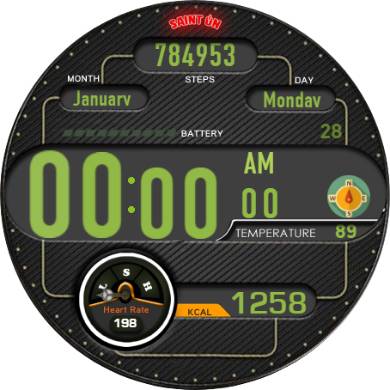 SAINT ÚN
784953
MONTH STEPS DAY
January Monday
BATTERY 28
00:00 AM
00
N
W E
S
TEMPERATURE 89
L S H
Heart Rate
198
KCAL 1258